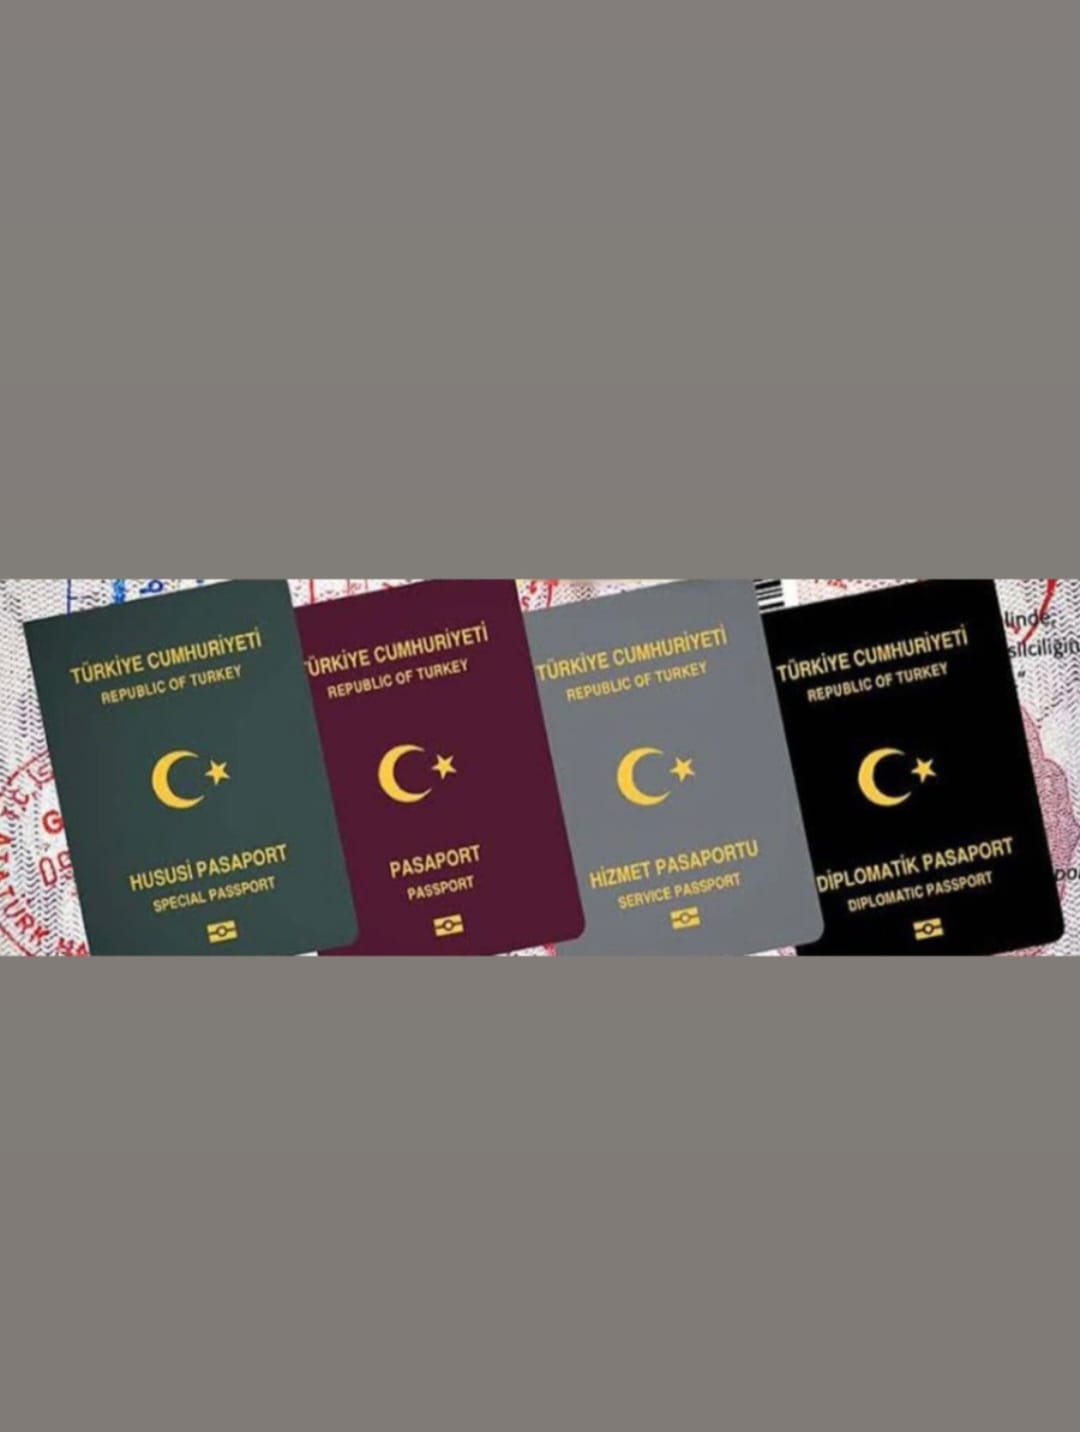 TÜRKİYE CUMHURİYETİ
REPUBLIC OF TURKEY
HUSUSİ PASAPORT
SPECIAL PASSPORT
ÜRKİYE CUMHURİYETİ
REPUBLIC OF TURKEY
PASAPORT
PASSPORT
TÜRKİYE CUMHURİYETİ
REPUBLIC OF TURKEY
HİZMET PASAPORTU
SERVICE PASSPORT
TÜRKİYE CUMHURİYETİ
REPUBLIC OF TURKEY
DİPLOMATİK PASAPORT
DIPLOMATIC PASSPORT
linde,